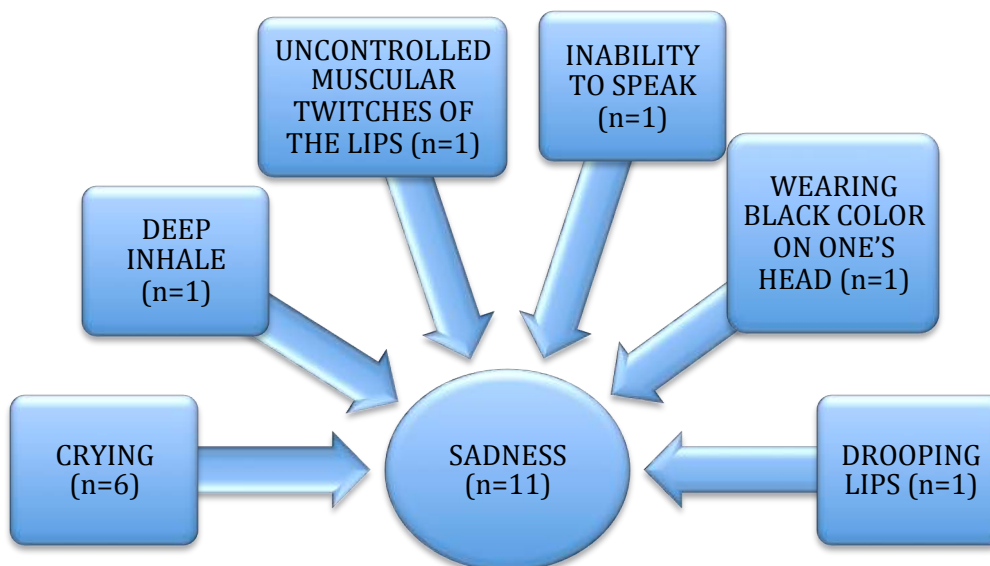 UNCONTROLLED
MUSCULAR
TWITCHES OF
THE LIPS (n=1)
INABILITY
TO SPEAK
(n=1)
WEARING
BLACK COLOR
ON ONE’S
HEAD (n=1)
DEEP
INHALE
(n=1)
CRYING
(n=6)
SADNESS
(n=11)
DROOPING
LIPS (n=1)